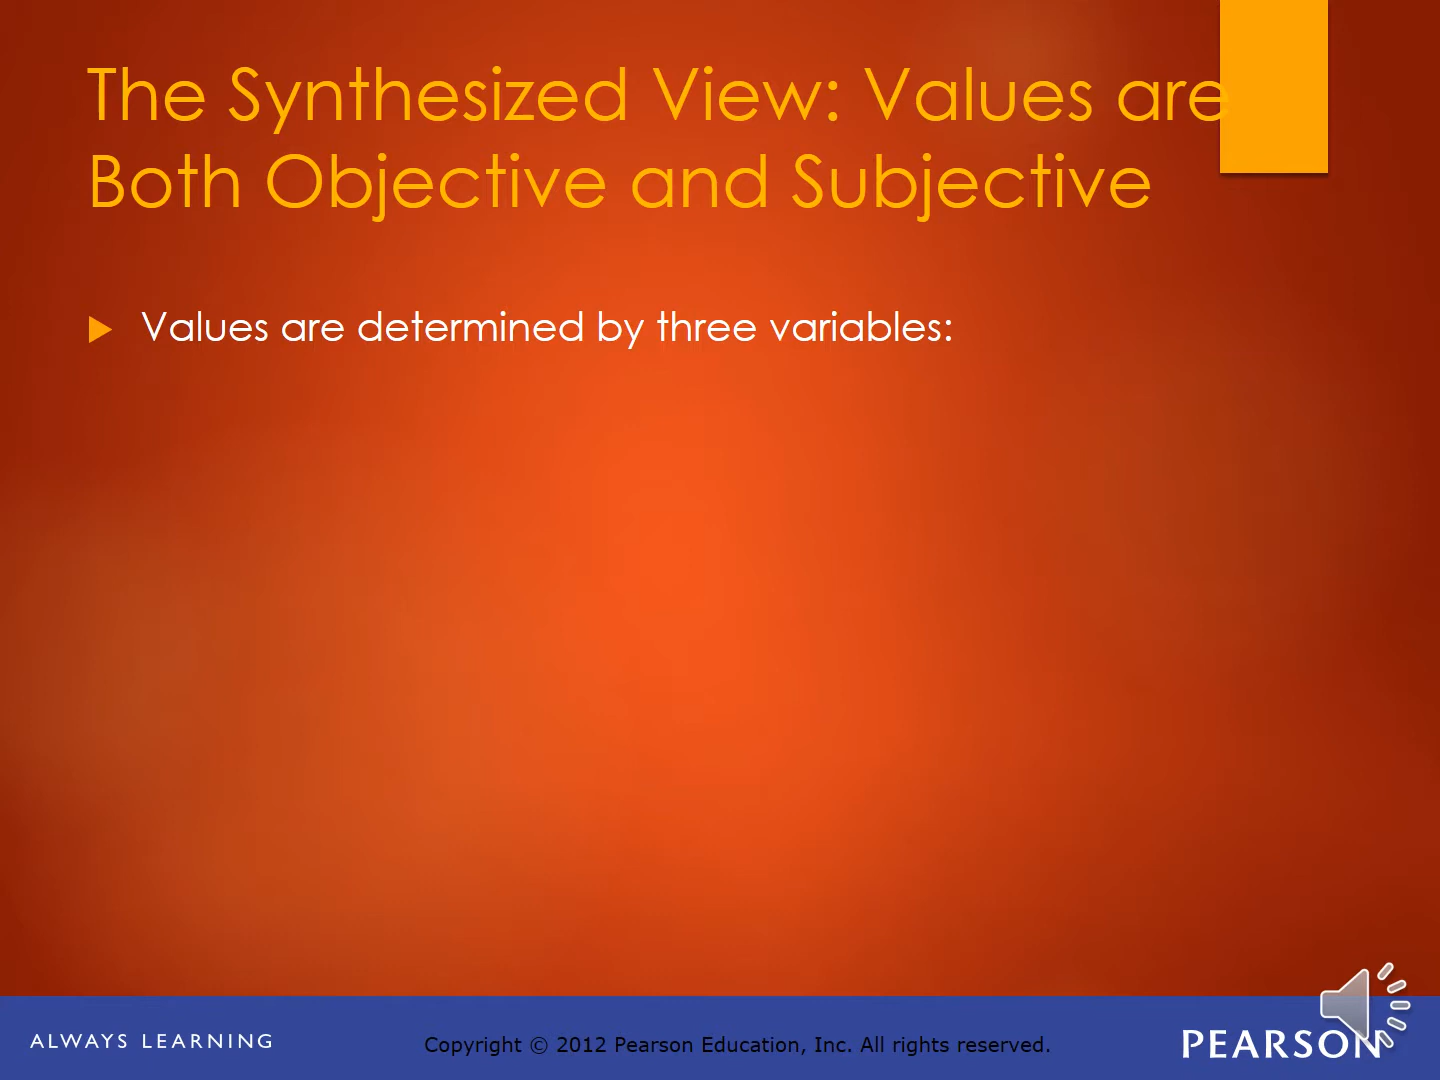 The Synthesized View: Values are
Both Objective and Subjective
Values are determined by three variables:
ALWAYS LEARNING
Copyright © 2012 Pearson Education, Inc. All rights reserved.
PEARSON